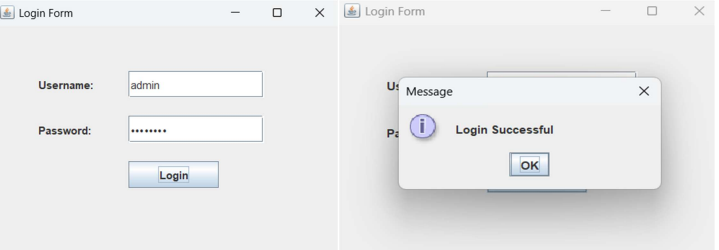 Login Form
Username: admin
Password: ••••••••
Login
Login Form
Us
Pa
Message
Login Successful
OK